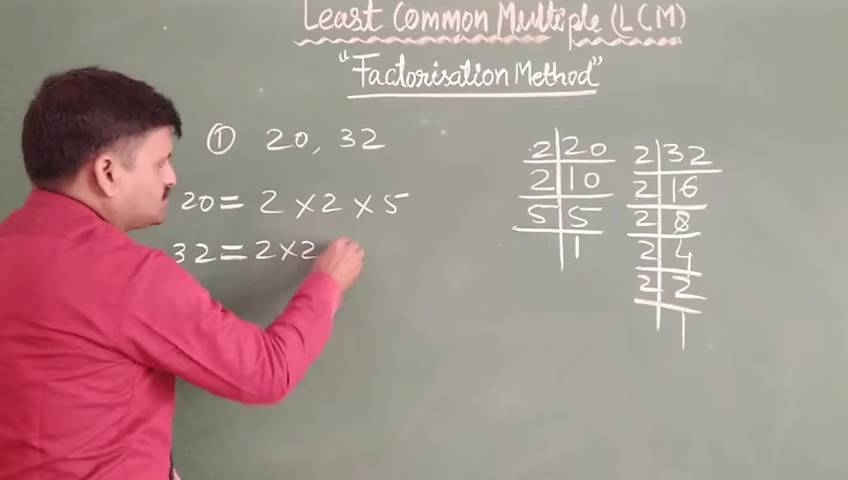 Least Common Multiple (LCM)
"Factorisation Method"
① 20, 32
20 = 2 × 2 × 5
32 = 2 × 2
2 | 20
2 | 10
5 | 5
1
2 | 32
2 | 16
2 | 8
2 | 4
2 | 2
1